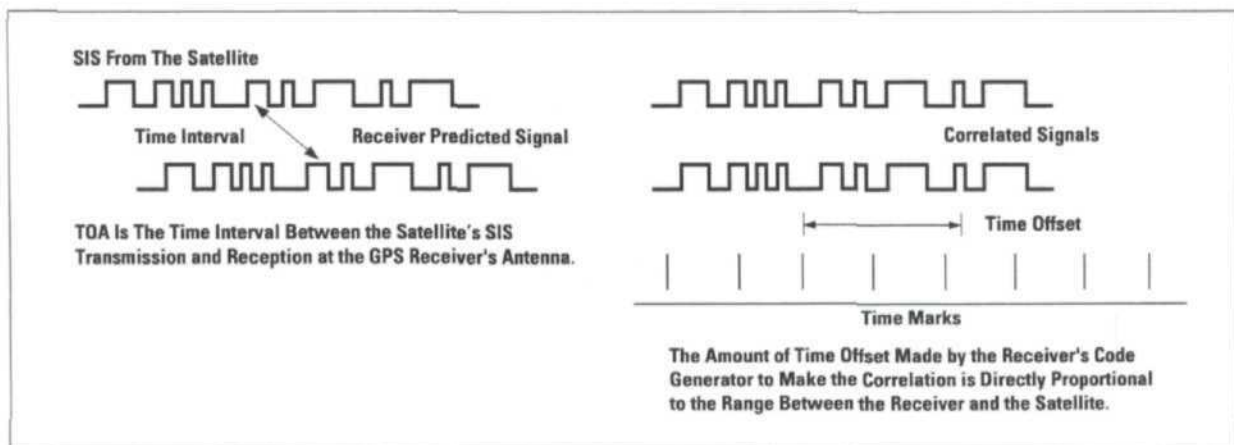 SIS From The Satellite
Time Interval
Receiver Predicted Signal
TOA Is The Time Interval Between the Satellite's SIS
Transmission and Reception at the GPS Receiver's Antenna.
Correlated Signals
Time Offset
Time Marks
The Amount of Time Offset Made by the Receiver's Code
Generator to Make the Correlation is Directly Proportional
to the Range Between the Receiver and the Satellite.